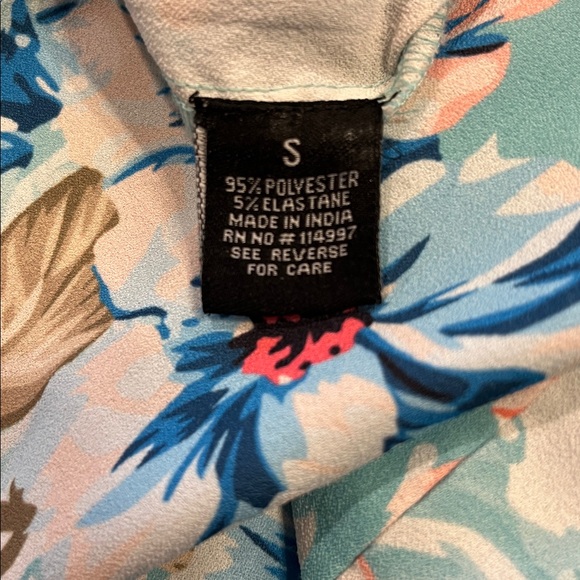 S
95% POLYESTER
5% ELASTANE
MADE IN INDIA
RN NO # 114997
SEE REVERSE
FOR CARE